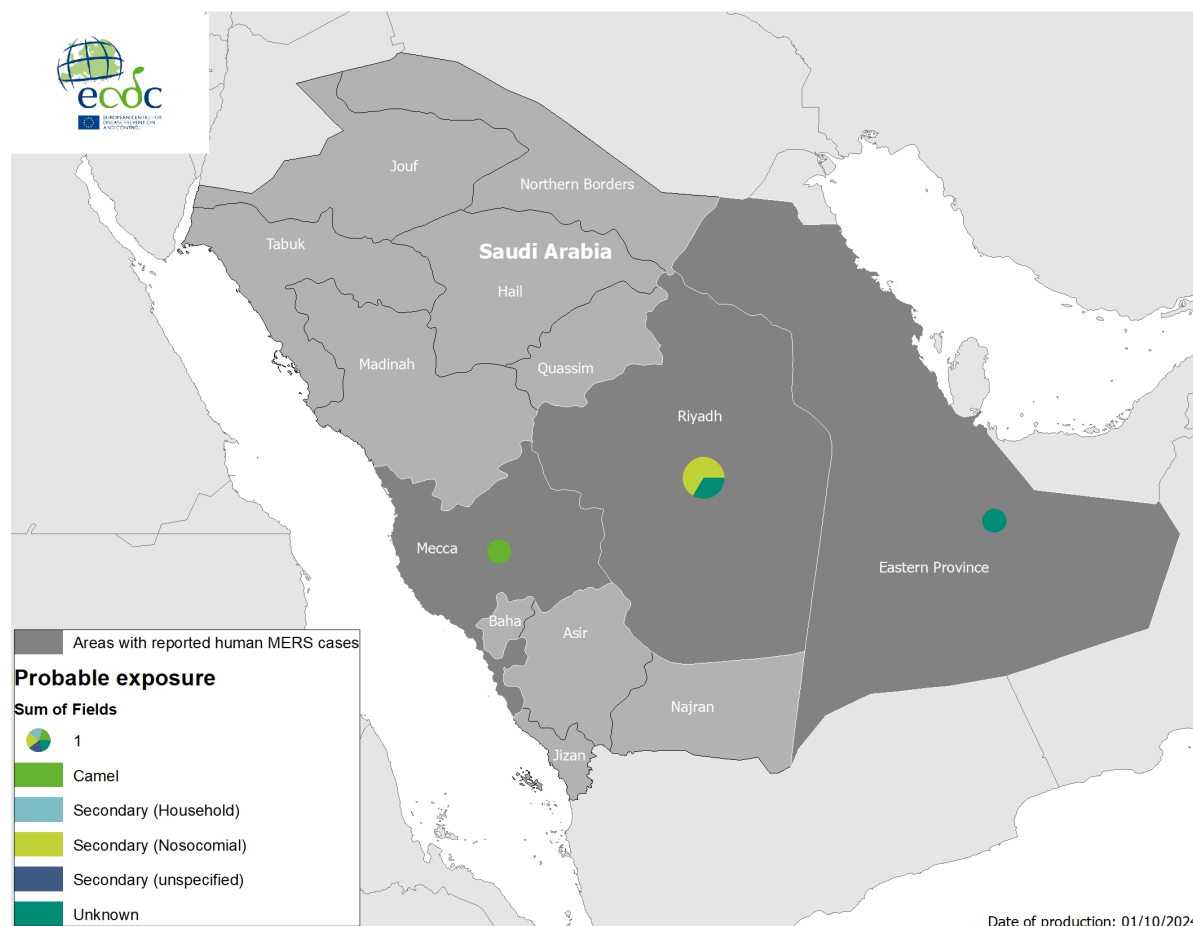 ecdc
EUROPEAN CENTRE FOR
DISEASE PREVENTION
AND CONTROL
Jouf
Northern Borders
Tabuk
Saudi Arabia
Hail
Madinah
Quassim
Riyadh
Mecca
Eastern Province
Baha
Asir
Najran
Jizan
Areas with reported human MERS cases
Probable exposure
Sum of Fields
1
Camel
Secondary (Household)
Secondary (Nosocomial)
Secondary (unspecified)
Unknown
Date of production: 01/10/2024